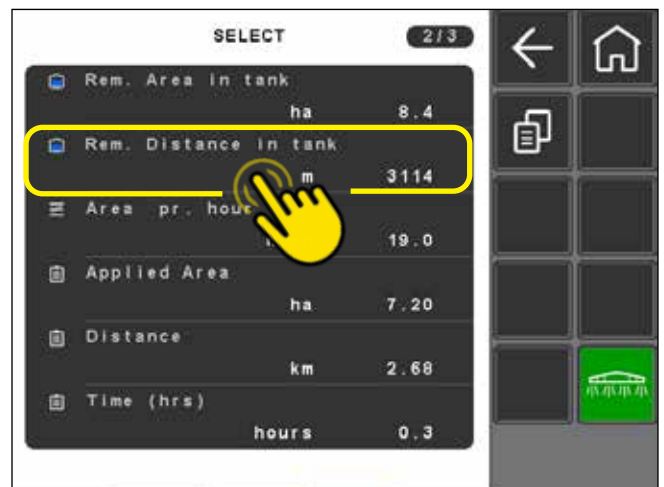 SELECT 2/3
Rem. Area in tank
ha 8.4
Rem. Distance in tank
m 3114
Area pr. hour
19.0
Applied Area
ha 7.20
Distance
km 2.68
Time (hrs)
hours 0.3